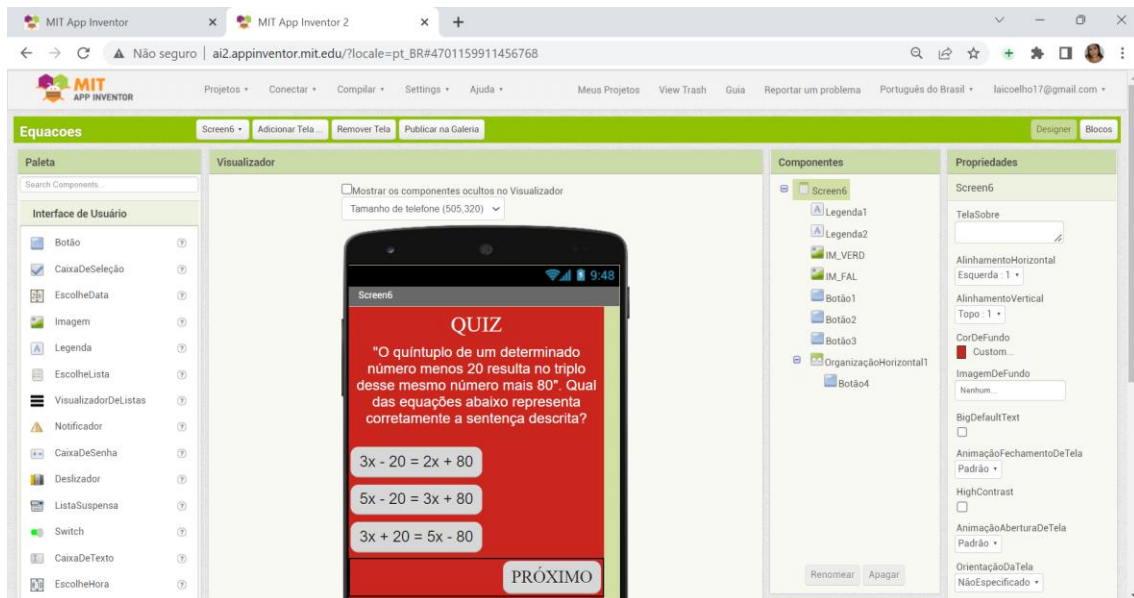 MIT App Inventor
MIT App Inventor 2
Não seguro | ai2.appinventor.mit.edu/?locale=pt_BR#4701159911456768
MIT
APP INVENTOR
Projetos Conectar Compilar Settings Ajuda Meus Projetos View Trash Guia Reportar um problema Português do Brasil laicoelho17@gmail.com
Equacoes Screen6 Adicionar Tela ... Remover Tela Publicar na Galeria Designer Blocos
Paleta
Search Components...
Interface de Usuário
Botão
CaixaDeSeleção
EscolheData
Imagem
Legenda
EscolheLista
VisualizadorDeListas
Notificador
CaixaDeSenha
Deslizador
ListaSuspensa
Switch
CaixaDeTexto
EscolheHora
Visualizador
Mostrar os componentes ocultos no Visualizador
Tamanho de telefone (505,320)
9:48
Screen6
QUIZ
"O quíntuplo de um determinado
número menos 20 resulta no triplo
desse mesmo número mais 80". Qual
das equações abaixo representa
corretamente a sentença descrita?
3x - 20 = 2x + 80
5x - 20 = 3x + 80
3x + 20 = 5x - 80
PRÓXIMO
Componentes
Screen6
Legenda1
Legenda2
IM_VERD
IM_FAL
Botão1
Botão2
Botão3
OrganizaçãoHorizontal1
Botão4
Renomear Apagar
Propriedades
Screen6
TelaSobre
AlinhamentoHorizontal
Esquerda : 1
AlinhamentoVertical
Topo : 1
CorDeFundo
Custom...
ImagemDeFundo
Nenhum...
BigDefaultText
AnimaçãoFechamentoDeTela
Padrão
HighContrast
AnimaçãoAberturaDeTela
Padrão
OrientaçãoDaTela
NãoEspecificado